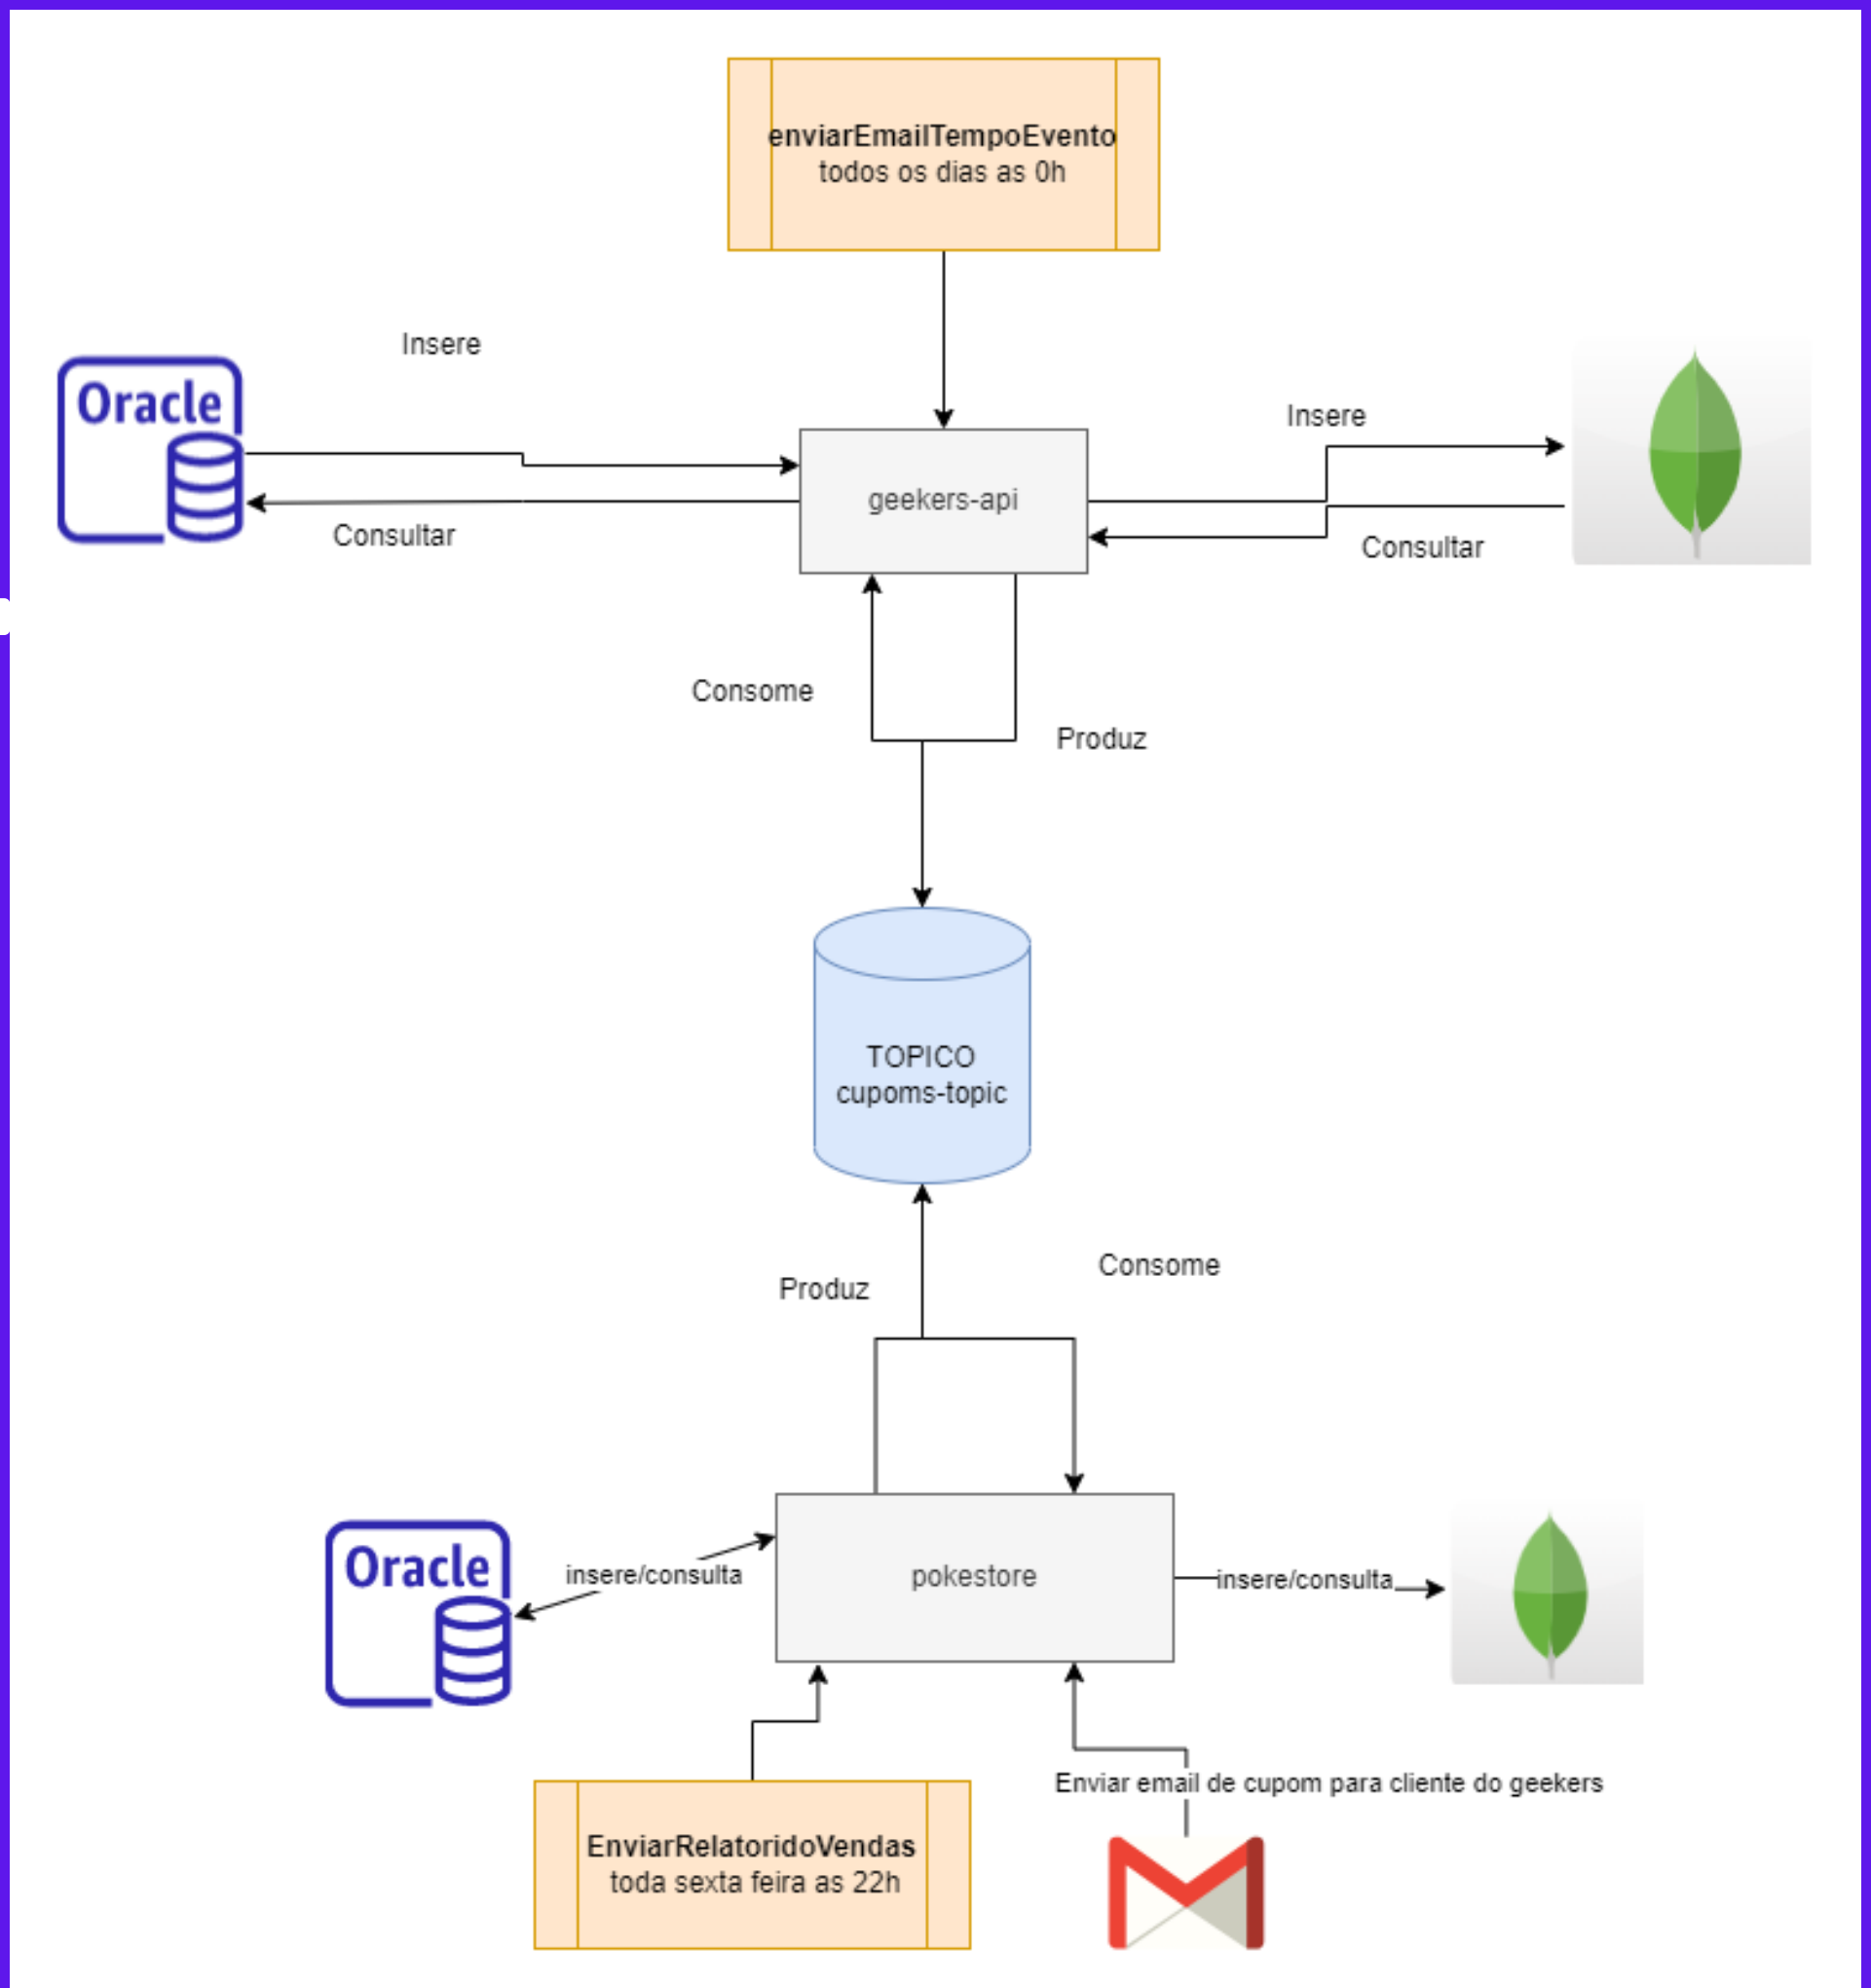 enviarEmailTempoEvento
todos os dias as 0h
Insere
Oracle
Insere
geekers-api
Consultar
Consultar
Consome
Produz
TOPICO
cupoms-topic
Consome
Produz
Oracle
insere/consulta
pokestore
insere/consulta
Enviar email de cupom para cliente do geekers
EnviarRelatoridoVendas
toda sexta feira as 22h